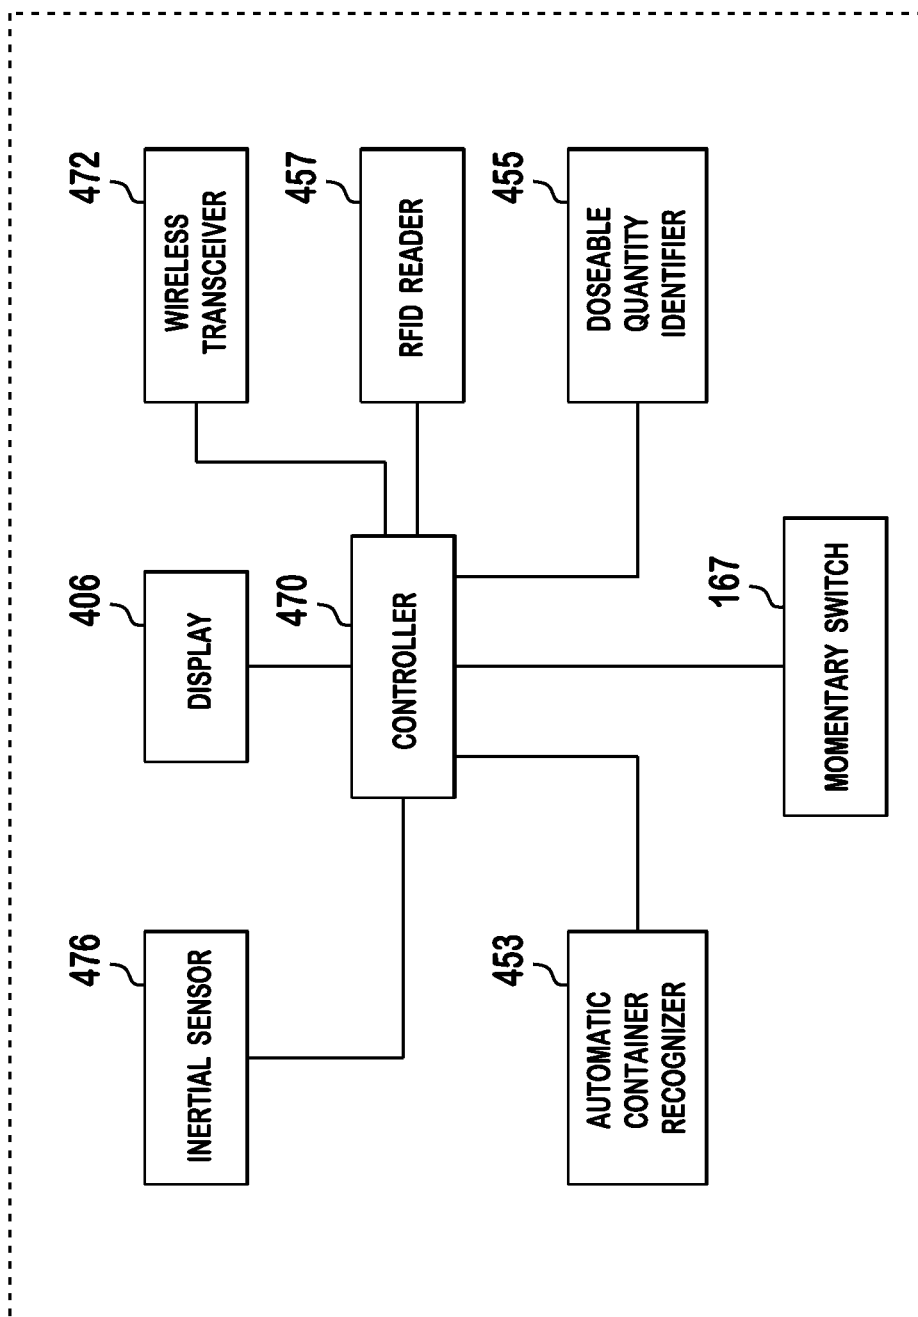 476
INERTIAL SENSOR
406
DISPLAY
472
WIRELESS
TRANSCEIVER
470
CONTROLLER
457
RFID READER
453
AUTOMATIC
CONTAINER
RECOGNIZER
455
DOSEABLE
QUANTITY
IDENTIFIER
167
MOMENTARY SWITCH